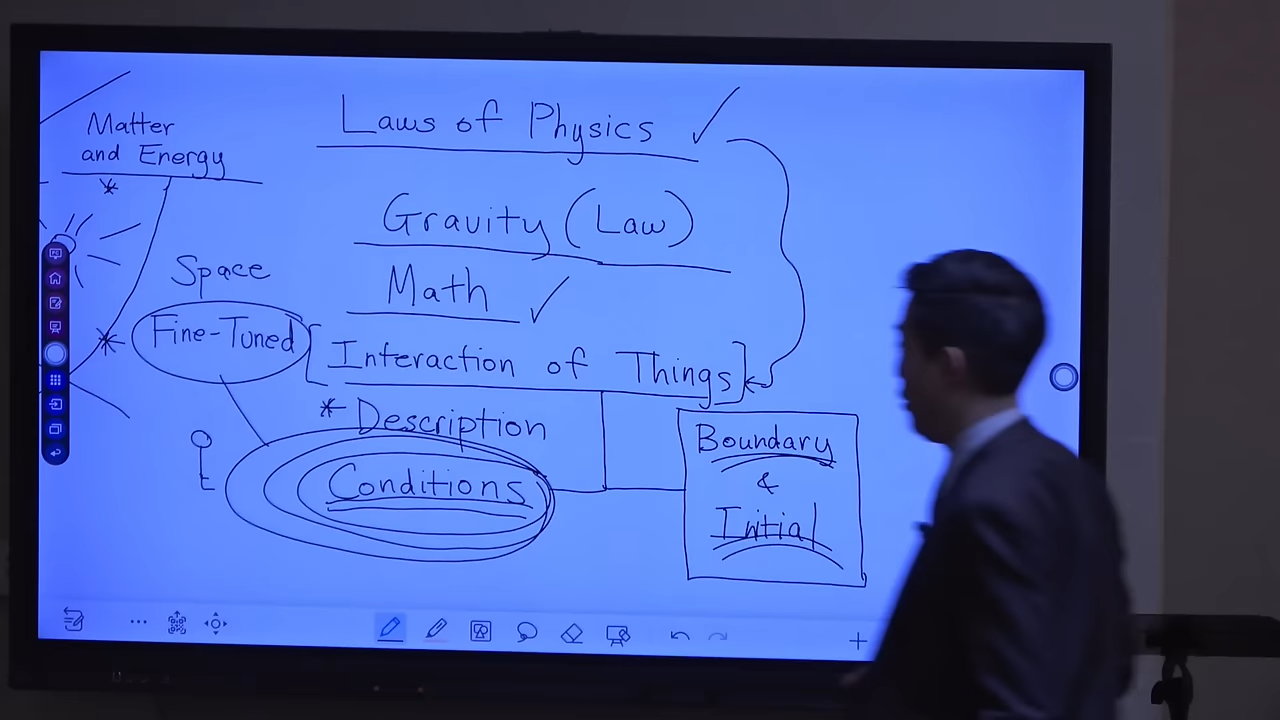 Matter
and Energy
*
Laws of Physics ✓
Gravity (Law)
Space
Math ✓
* Fine-Tuned
[Interaction of Things]
* Description
Conditions
Boundary
&
Initial